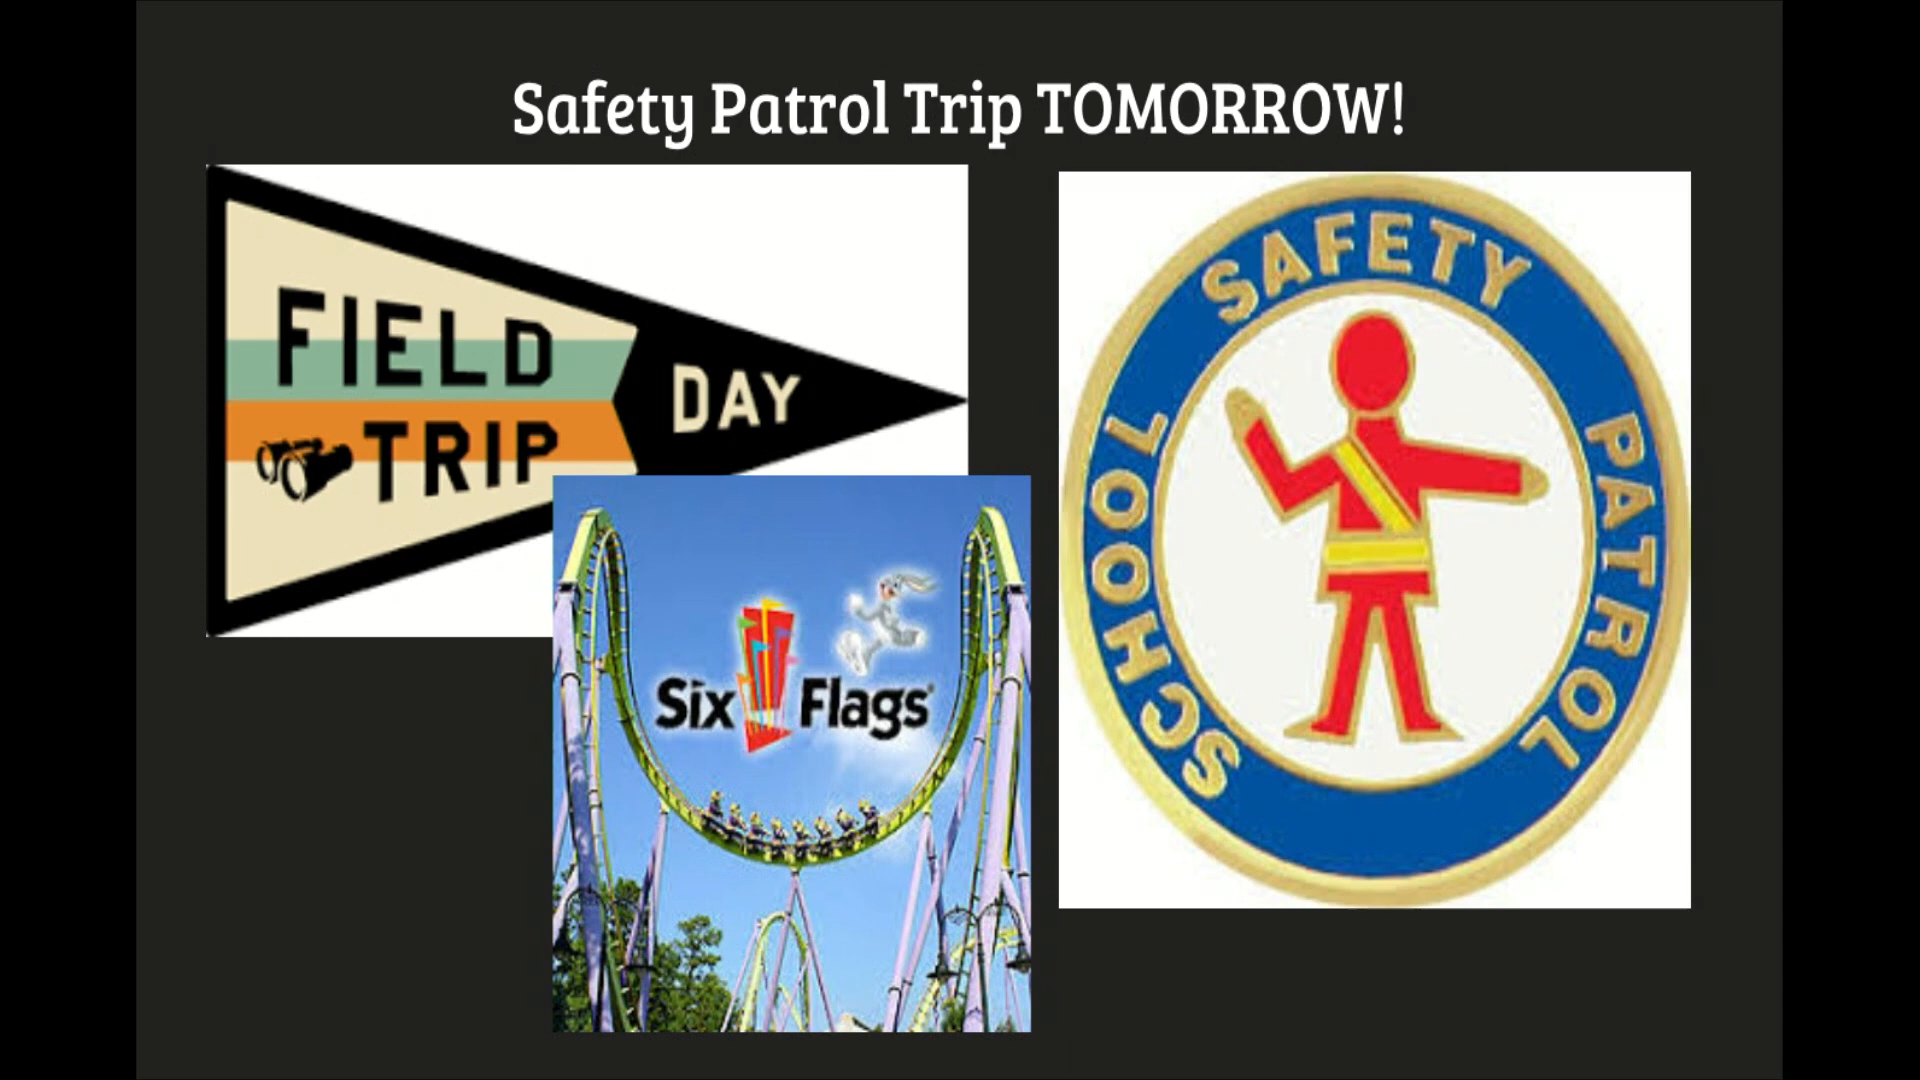 Safety Patrol Trip TOMORROW!
FIELD
TRIP
DAY
Six Flags®
SCHOOL SAFETY PATROL